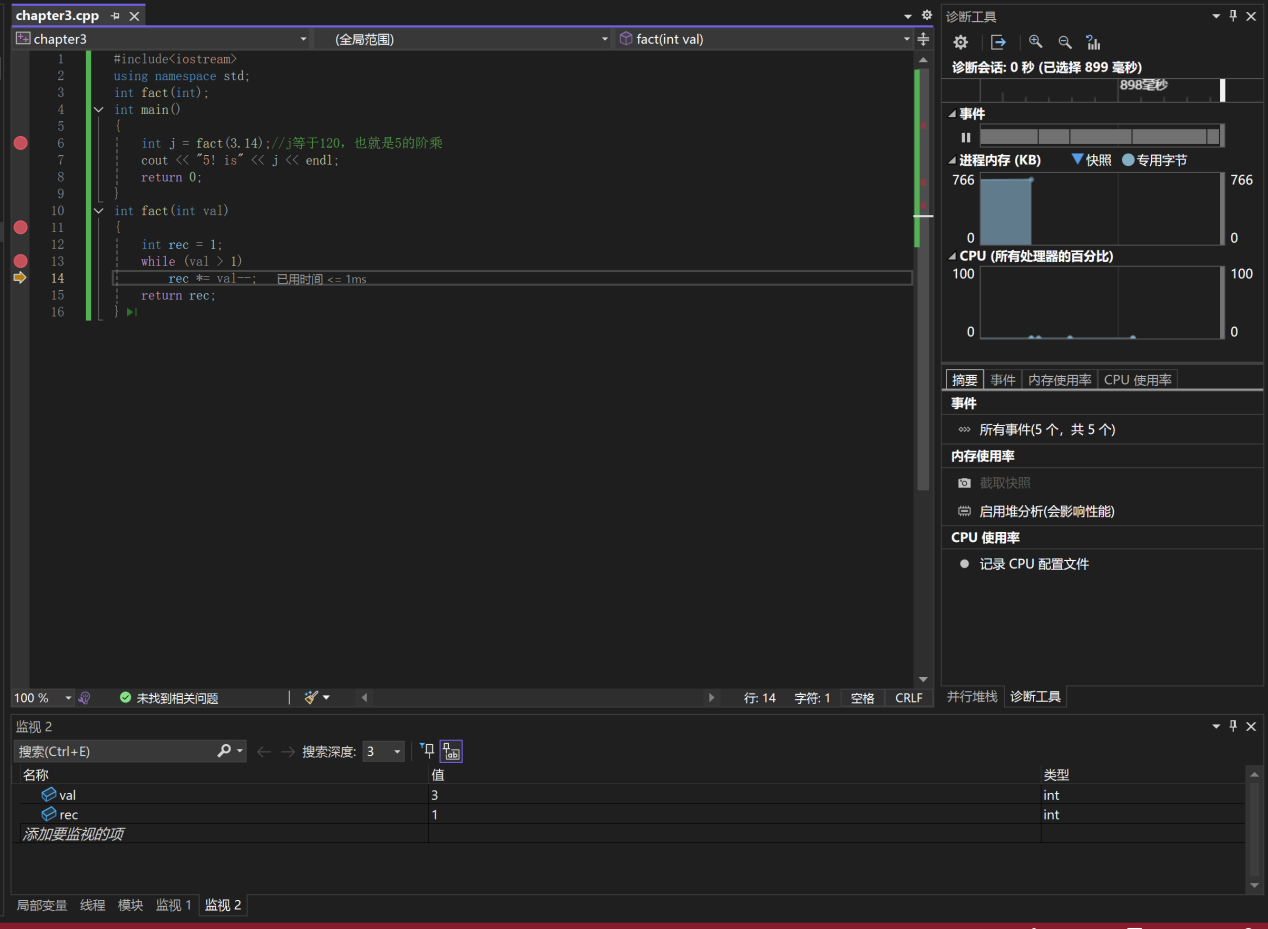 chapter3.cpp
chapter3
(全局范围)
fact(int val)
1 #include<iostream>
2 using namespace std;
3 int fact(int);
4 int main()
5 {
6 int j = fact(3.14);//j等于120, 也就是5的阶乘
7 cout << "5! is" << j << endl;
8 return 0;
9 }
10 int fact(int val)
11 {
12 int rec = 1;
13 while (val > 1)
14 rec *= val--; 已用时间 <= 1ms
15 return rec;
16 }
100 %
未找到相关问题
行: 14 字符: 1 空格 CRLF
诊断工具
诊断会话: 0 秒 (已选择 899 毫秒)
898毫秒
事件
进程内存 (KB) 快照 专用字节
766 766
0 0
CPU (所有处理器的百分比)
100 100
0 0
摘要 事件 内存使用率 CPU 使用率
事件
所有事件(5 个, 共 5 个)
内存使用率
截取快照
启用堆分析(会影响性能)
CPU 使用率
记录 CPU 配置文件
并行堆栈 诊断工具
监视 2
搜索(Ctrl+E) 搜索深度: 3
名称 值 类型
val 3 int
rec 1 int
添加要监视的项
局部变量 线程 模块 监视 1 监视 2